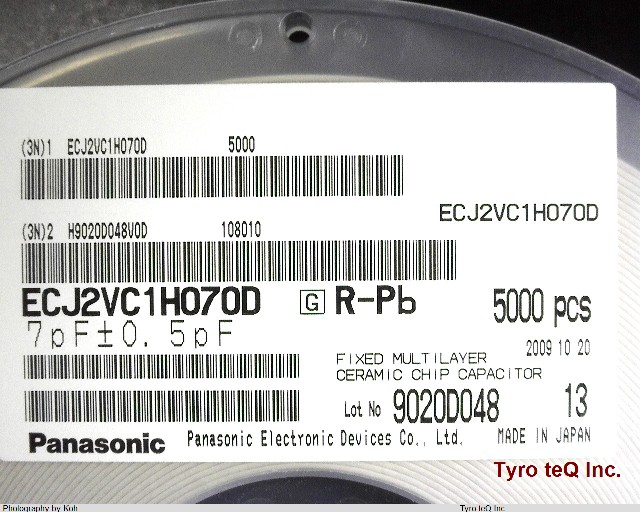 (3N)1 ECJ2VC1H070D 5000
ECJ2VC1H070D
(3N)2 H9020D048V0D 108010
ECJ2VC1H070D G R-Pb 5000 pcs
7pF±0.5pF
2009 10 20
FIXED MULTILAYER
CERAMIC CHIP CAPACITOR
Lot No 9020D048 13
Panasonic Panasonic Electronic Devices Co., Ltd. MADE IN JAPAN
Tyro teQ Inc.
Photography by Koh Tyro teQ Inc